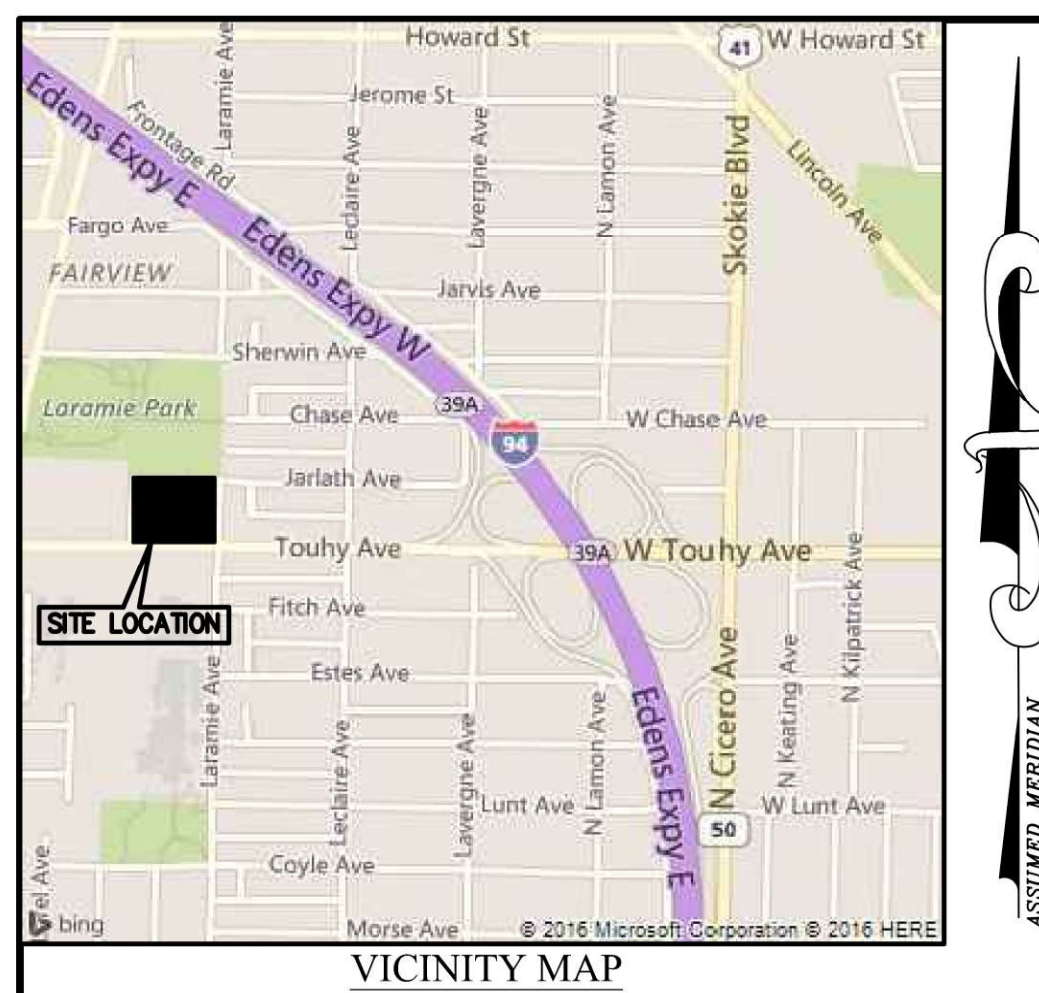 Howard St
41
W Howard St
Laramie Ave
Jerome St
Edens Expy E
Frontage Rd
Leclaire Ave
Lavergne Ave
N Lamon Ave
Skokie Blvd
Lincoln Ave
Fargo Ave
Edens Expy W
FAIRVIEW
Jarvis Ave
Sherwin Ave
Laramie Park
Chase Ave
39A
94
W Chase Ave
Jarlath Ave
Touhy Ave
39A
W Touhy Ave
SITE LOCATION
Fitch Ave
Estes Ave
Laramie Ave
Leclaire Ave
Lavergne Ave
N Lamon Ave
Edens Expy E
N Cicero Ave
N Keating Ave
N Kilpatrick Ave
Lunt Ave
50
W Lunt Ave
Coyle Ave
Ave
bing
Morse Ave
© 2016 Microsoft Corporation © 2016 HERE
VICINITY MAP
ASSUMED MERIDIAN